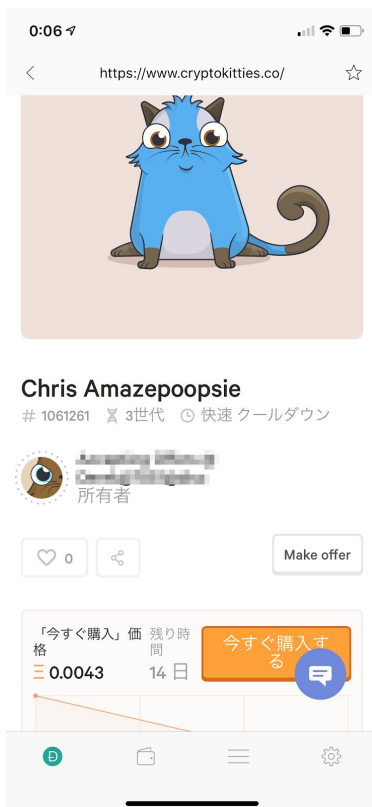 0:06
https://www.cryptokitties.co/
Chris Amazepoopsie
# 1061261 3世代 快速 クールダウン
所有者
0
Make offer
「今すぐ購入」価
格
残り時
間
Ξ 0.0043
14 日
今すぐ購入す
る